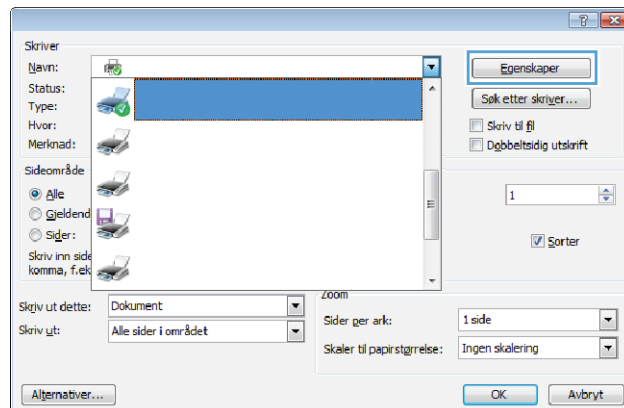 Skriver
Navn:
Egenskaper
Status:
Type:
Søk etter skriver...
Hvor:
Skriv til fil
Merknad:
Dobbeltsidig utskrift
Sideområde
Alle
1
Gjeldend
Sider:
Sorter
Skriv inn side
komma, f.ek
Zoom
Skriv ut dette: Dokument
Sider per ark: 1 side
Skriv ut: Alle sider i området
Skaler til papirstørrelse: Ingen skalering
Alternativer...
OK
Avbryt